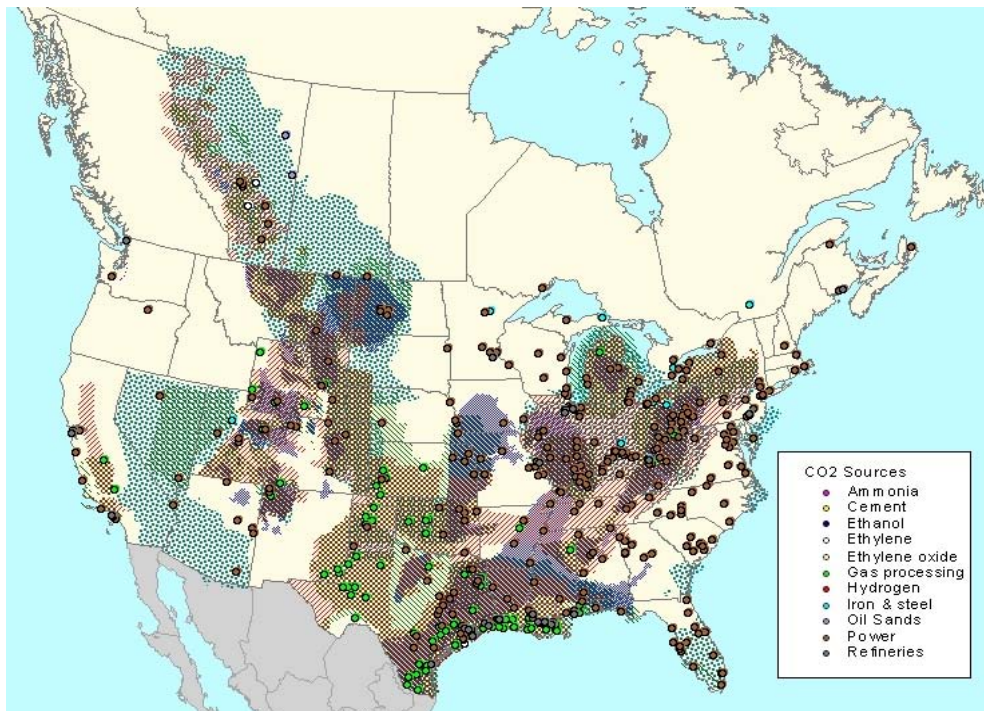 CO2 Sources
Ammonia
Cement
Ethanol
Ethylene
Ethylene oxide
Gas processing
Hydrogen
Iron & steel
Oil Sands
Power
Refineries